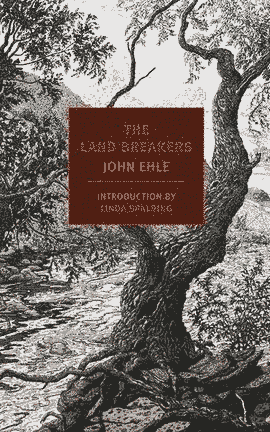 THE
LAND BREAKERS
JOHN EHLE
INTRODUCTION BY
LINDA SPALDING